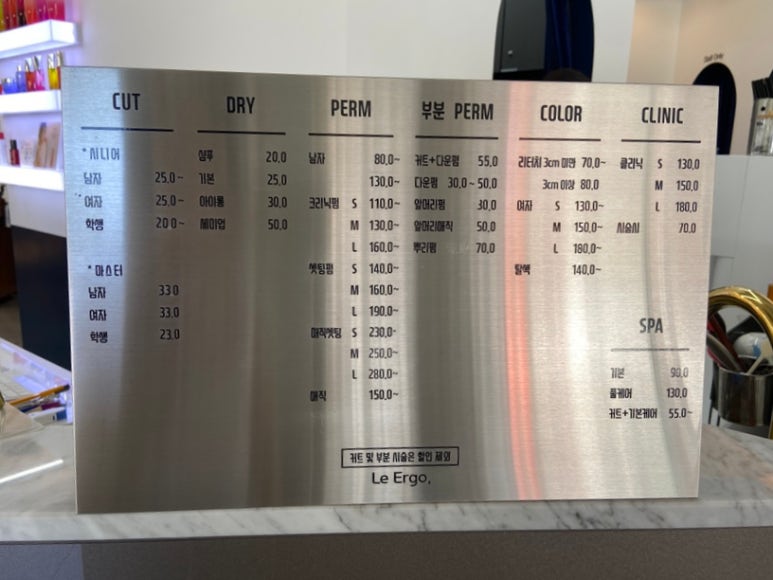 Staff Only
CUT
* 시니어
남자 25,0~
여자 25,0~
학생 20,0~
* 마스터
남자 33,0
여자 33,0
학생 23,0
DRY
샴푸 20,0
기본 25,0
아이롱 30,0
세미업 50,0
PERM
남자 80,0~
130,0~
크리닉펌 S 110,0~
M 130,0~
L 160,0~
셋팅펌 S 140,0~
M 160,0~
L 190,0~
매직셋팅 S 230,0~
M 250,0~
L 280,0~
매직 150,0~
부분 PERM
커트+다운펌 55,0
다운펌 30,0~50,0
앞머리펌 30,0
앞머리매직 50,0
뿌리펌 70,0
COLOR
리터치 3cm 미만 70,0~
3cm 이상 80,0
여자 S 130,0~
M 150,0~
L 180,0~
탈색 140,0~
CLINIC
클리닉 S 130,0
M 150,0
L 180,0
시술시 70,0
SPA
기본 90,0
풀케어 130,0
커트+기본케어 55,0~
커트 및 부분 시술은 할인 제외
Le Ergo,